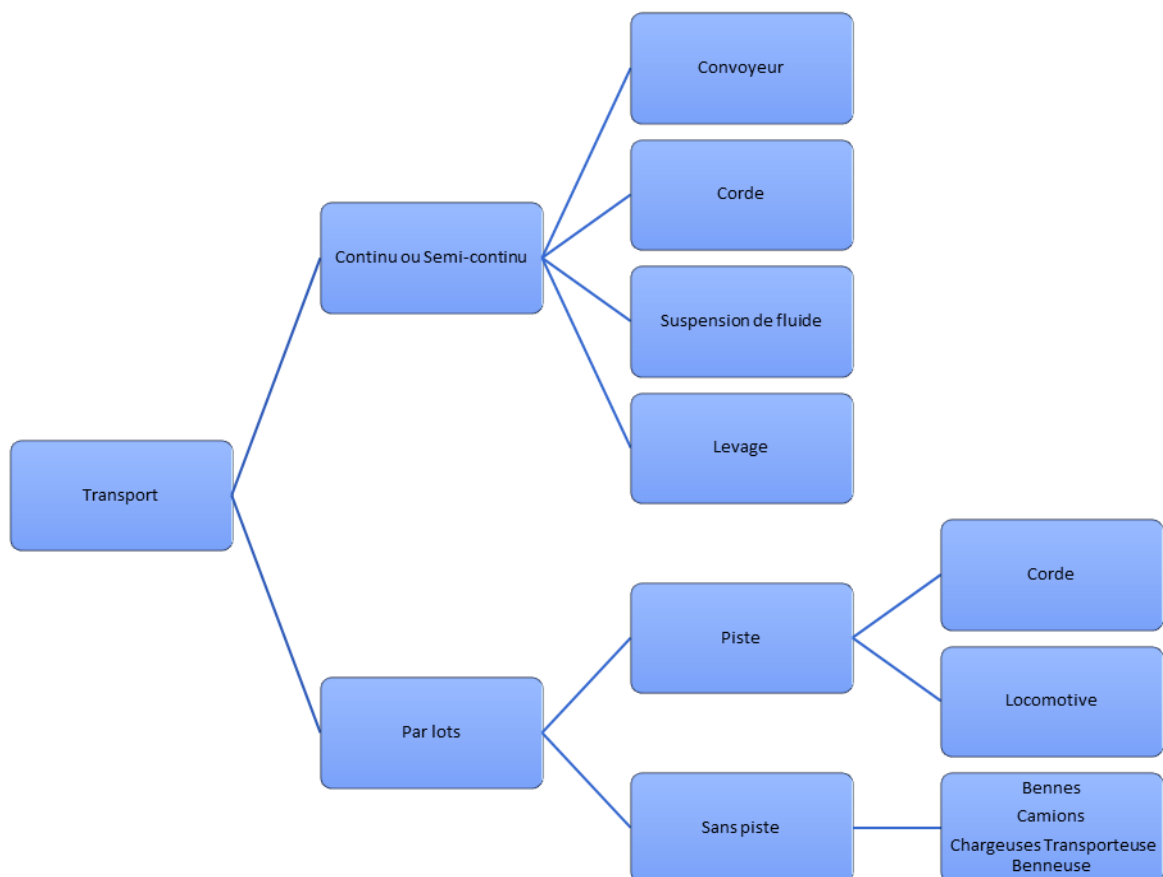 Convoyeur
Corde
Continu ou Semi-continu
Suspension de fluide
Levage
Transport
Corde
Piste
Locomotive
Par lots
Sans piste
Bennes
Camions
Chargeuses Transporteuse
Benneuse